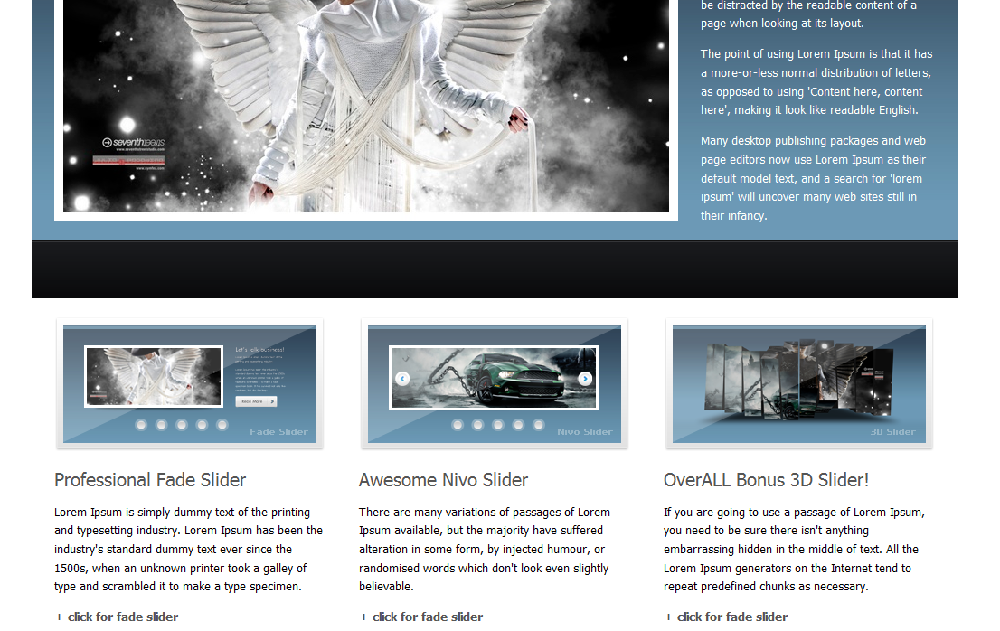 be distracted by the readable content of a
page when looking at its layout.
The point of using Lorem Ipsum is that it has
a more-or-less normal distribution of letters,
as opposed to using 'Content here, content
here', making it look like readable English.
Many desktop publishing packages and web
page editors now use Lorem Ipsum as their
default model text, and a search for 'lorem
ipsum' will uncover many web sites still in
their infancy.
Let's talk business!
Read More
Fade Slider
Nivo Slider
3D Slider
Professional Fade Slider
Lorem Ipsum is simply dummy text of the printing
and typesetting industry. Lorem Ipsum has been the
industry's standard dummy text ever since the
1500s, when an unknown printer took a galley of
type and scrambled it to make a type specimen.
+ click for fade slider
Awesome Nivo Slider
There are many variations of passages of Lorem
Ipsum available, but the majority have suffered
alteration in some form, by injected humour, or
randomised words which don't look even slightly
believable.
+ click for fade slider
OverALL Bonus 3D Slider!
If you are going to use a passage of Lorem Ipsum,
you need to be sure there isn't anything
embarrassing hidden in the middle of text. All the
Lorem Ipsum generators on the Internet tend to
repeat predefined chunks as necessary.
+ click for fade slider